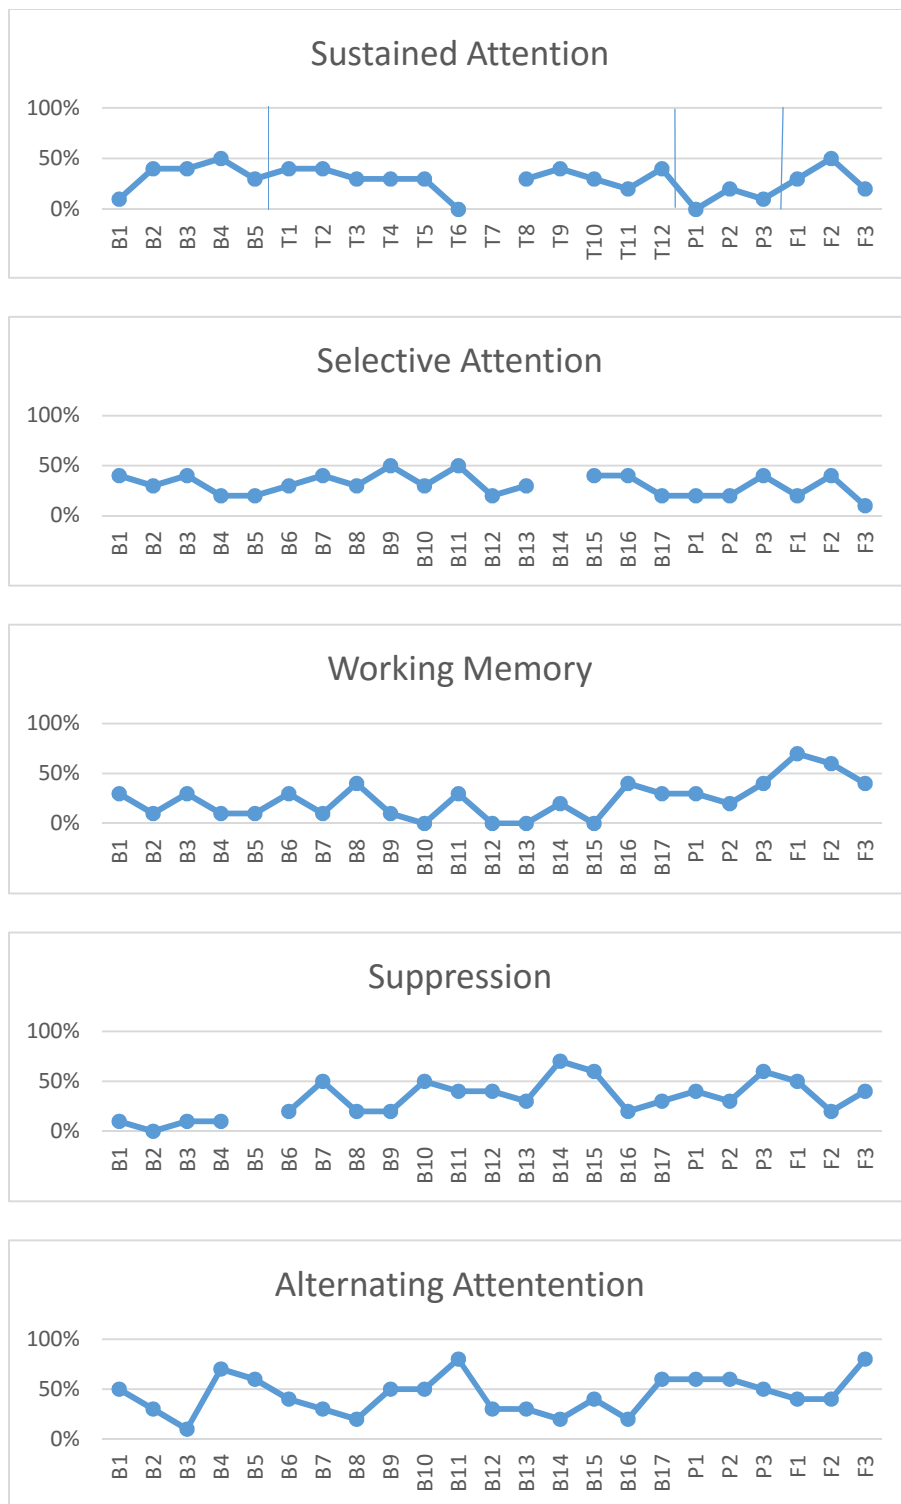 Sustained Attention
100%
50%
0%
B1 B2 B3 B4 B5 T1 T2 T3 T4 T5 T6 T7 T8 T9 T10 T11 T12 P1 P2 P3 F1 F2 F3
Selective Attention
100%
50%
0%
B1 B2 B3 B4 B5 B6 B7 B8 B9 B10 B11 B12 B13 B14 B15 B16 B17 P1 P2 P3 F1 F2 F3
Working Memory
100%
50%
0%
B1 B2 B3 B4 B5 B6 B7 B8 B9 B10 B11 B12 B13 B14 B15 B16 B17 P1 P2 P3 F1 F2 F3
Suppression
100%
50%
0%
B1 B2 B3 B4 B5 B6 B7 B8 B9 B10 B11 B12 B13 B14 B15 B16 B17 P1 P2 P3 F1 F2 F3
Alternating Attentention
100%
50%
0%
B1 B2 B3 B4 B5 B6 B7 B8 B9 B10 B11 B12 B13 B14 B15 B16 B17 P1 P2 P3 F1 F2 F3